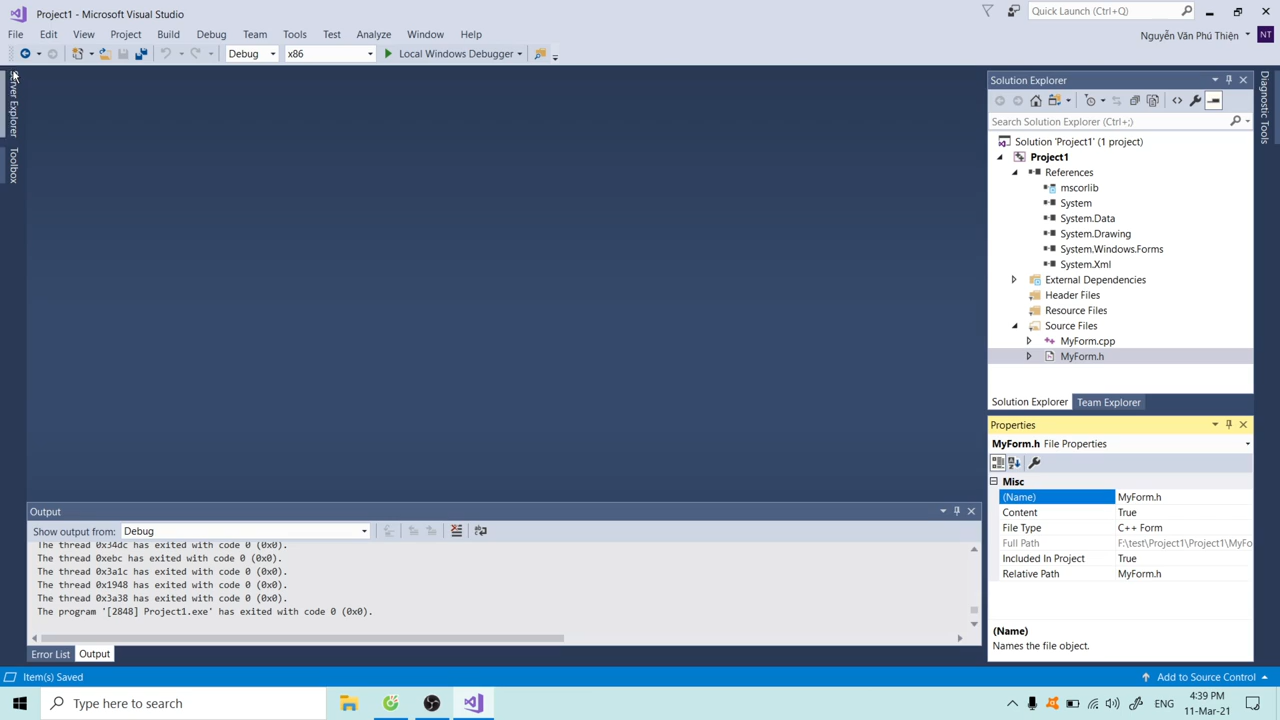 Project1 - Microsoft Visual Studio
Quick Launch (Ctrl+Q)
File Edit View Project Build Debug Team Tools Test Analyze Window Help
Nguyễn Văn Phú Thiện NT
Debug x86 Local Windows Debugger
Server Explorer
Toolbox
Solution Explorer
Search Solution Explorer (Ctrl+;)
Solution 'Project1' (1 project)
Project1
References
mscorlib
System
System.Data
System.Drawing
System.Windows.Forms
System.Xml
External Dependencies
Header Files
Resource Files
Source Files
MyForm.cpp
MyForm.h
Solution Explorer Team Explorer
Diagnostic Tools
Properties
MyForm.h File Properties
Misc
(Name) MyForm.h
Content True
File Type C++ Form
Full Path F:\test\Project1\Project1\MyFo
Included In Project True
Relative Path MyForm.h
(Name)
Names the file object.
Output
Show output from: Debug
The thread 0x34dc has exited with code 0 (0x0).
The thread 0xebc has exited with code 0 (0x0).
The thread 0x3a1c has exited with code 0 (0x0).
The thread 0x1948 has exited with code 0 (0x0).
The thread 0x3a38 has exited with code 0 (0x0).
The program '[2848] Project1.exe' has exited with code 0 (0x0).
Error List Output
Item(s) Saved
Add to Source Control
Type here to search
ENG
4:39 PM
11-Mar-21